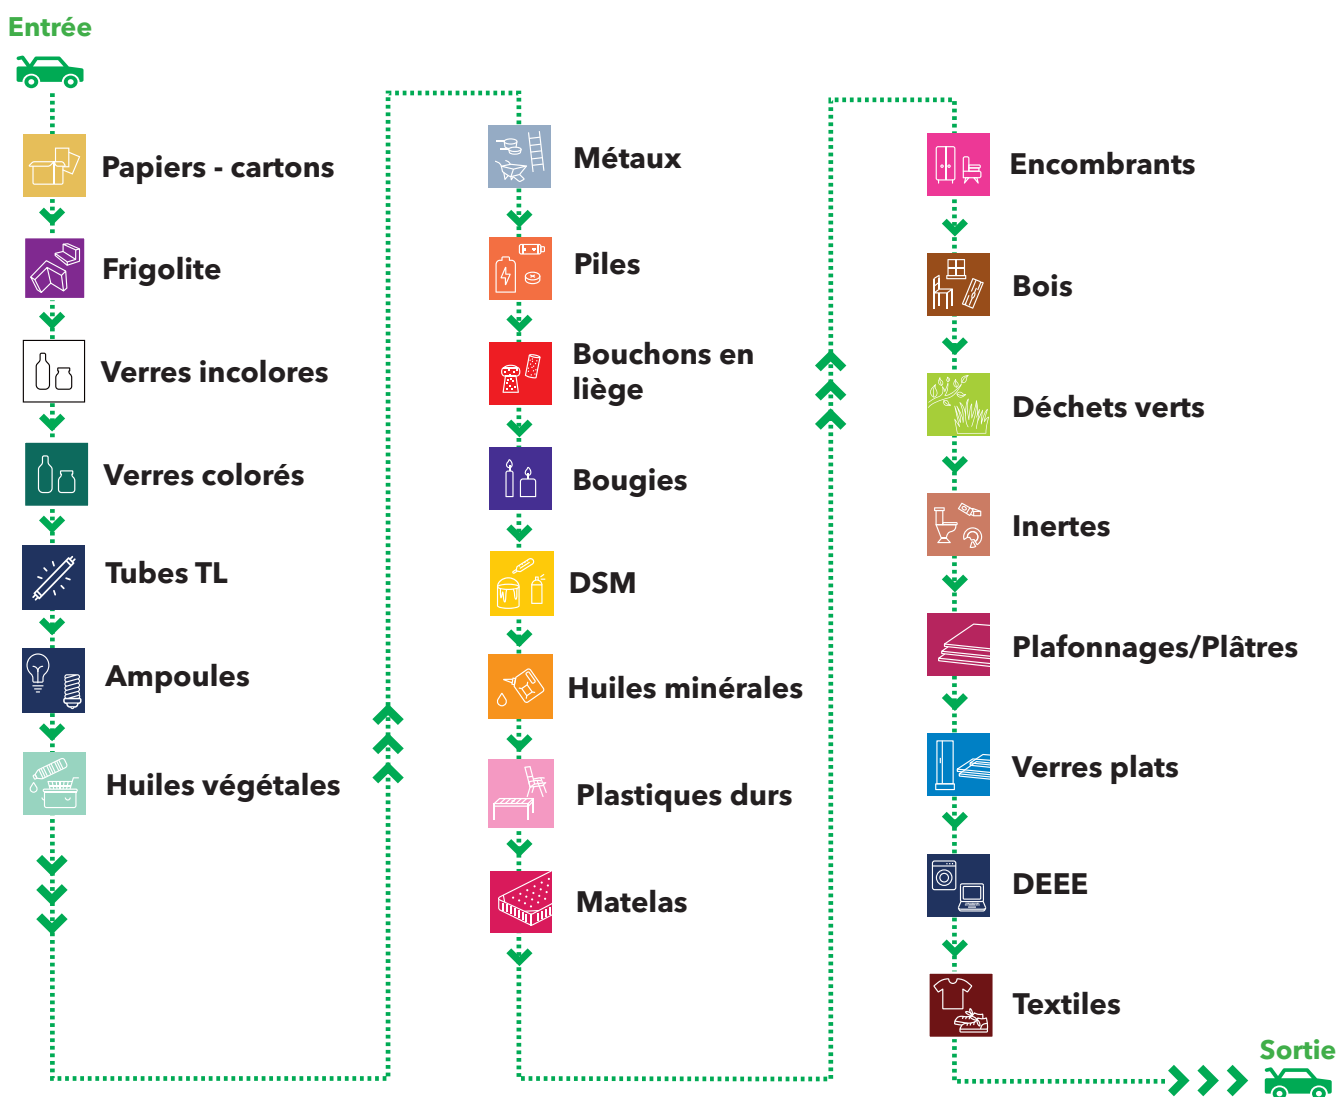 Entrée
Papiers - cartons
Frigolite
Verres incolores
Verres colorés
Tubes TL
Ampoules
Huiles végétales
Métaux
Piles
Bouchons en
liège
Bougies
DSM
Huiles minérales
Plastiques durs
Matelas
Encombrants
Bois
Déchets verts
Inertes
Plafonnages/Plâtres
Verres plats
DEEE
Textiles
Sortie